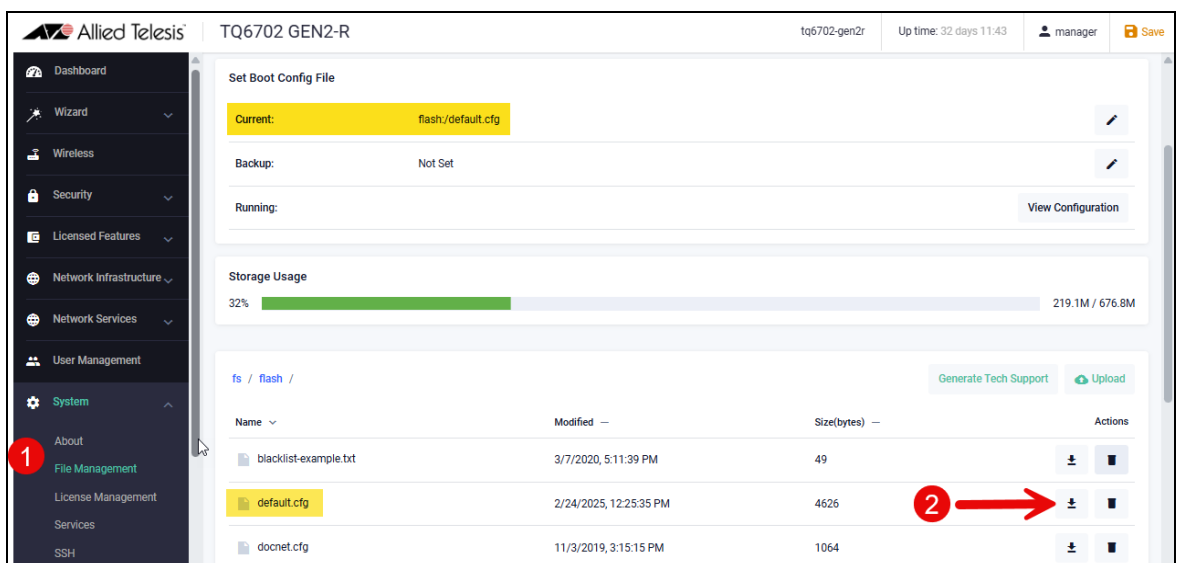 Allied Telesis TQ6702 GEN2-R tq6702-gen2r Up time: 32 days 11:43 manager Save
Dashboard
Wizard
Wireless
Security
Licensed Features
Network Infrastructure
Network Services
User Management
System
About
1
File Management
License Management
Services
SSH
Set Boot Config File
Current: flash:/default.cfg
Backup: Not Set
Running: View Configuration
Storage Usage
32% 219.1M / 676.8M
fs / flash / Generate Tech Support Upload
Name Modified Size(bytes) Actions
blacklist-example.txt 3/7/2020, 5:11:39 PM 49
default.cfg 2/24/2025, 12:25:35 PM 4626 2
docnet.cfg 11/3/2019, 3:15:15 PM 1064